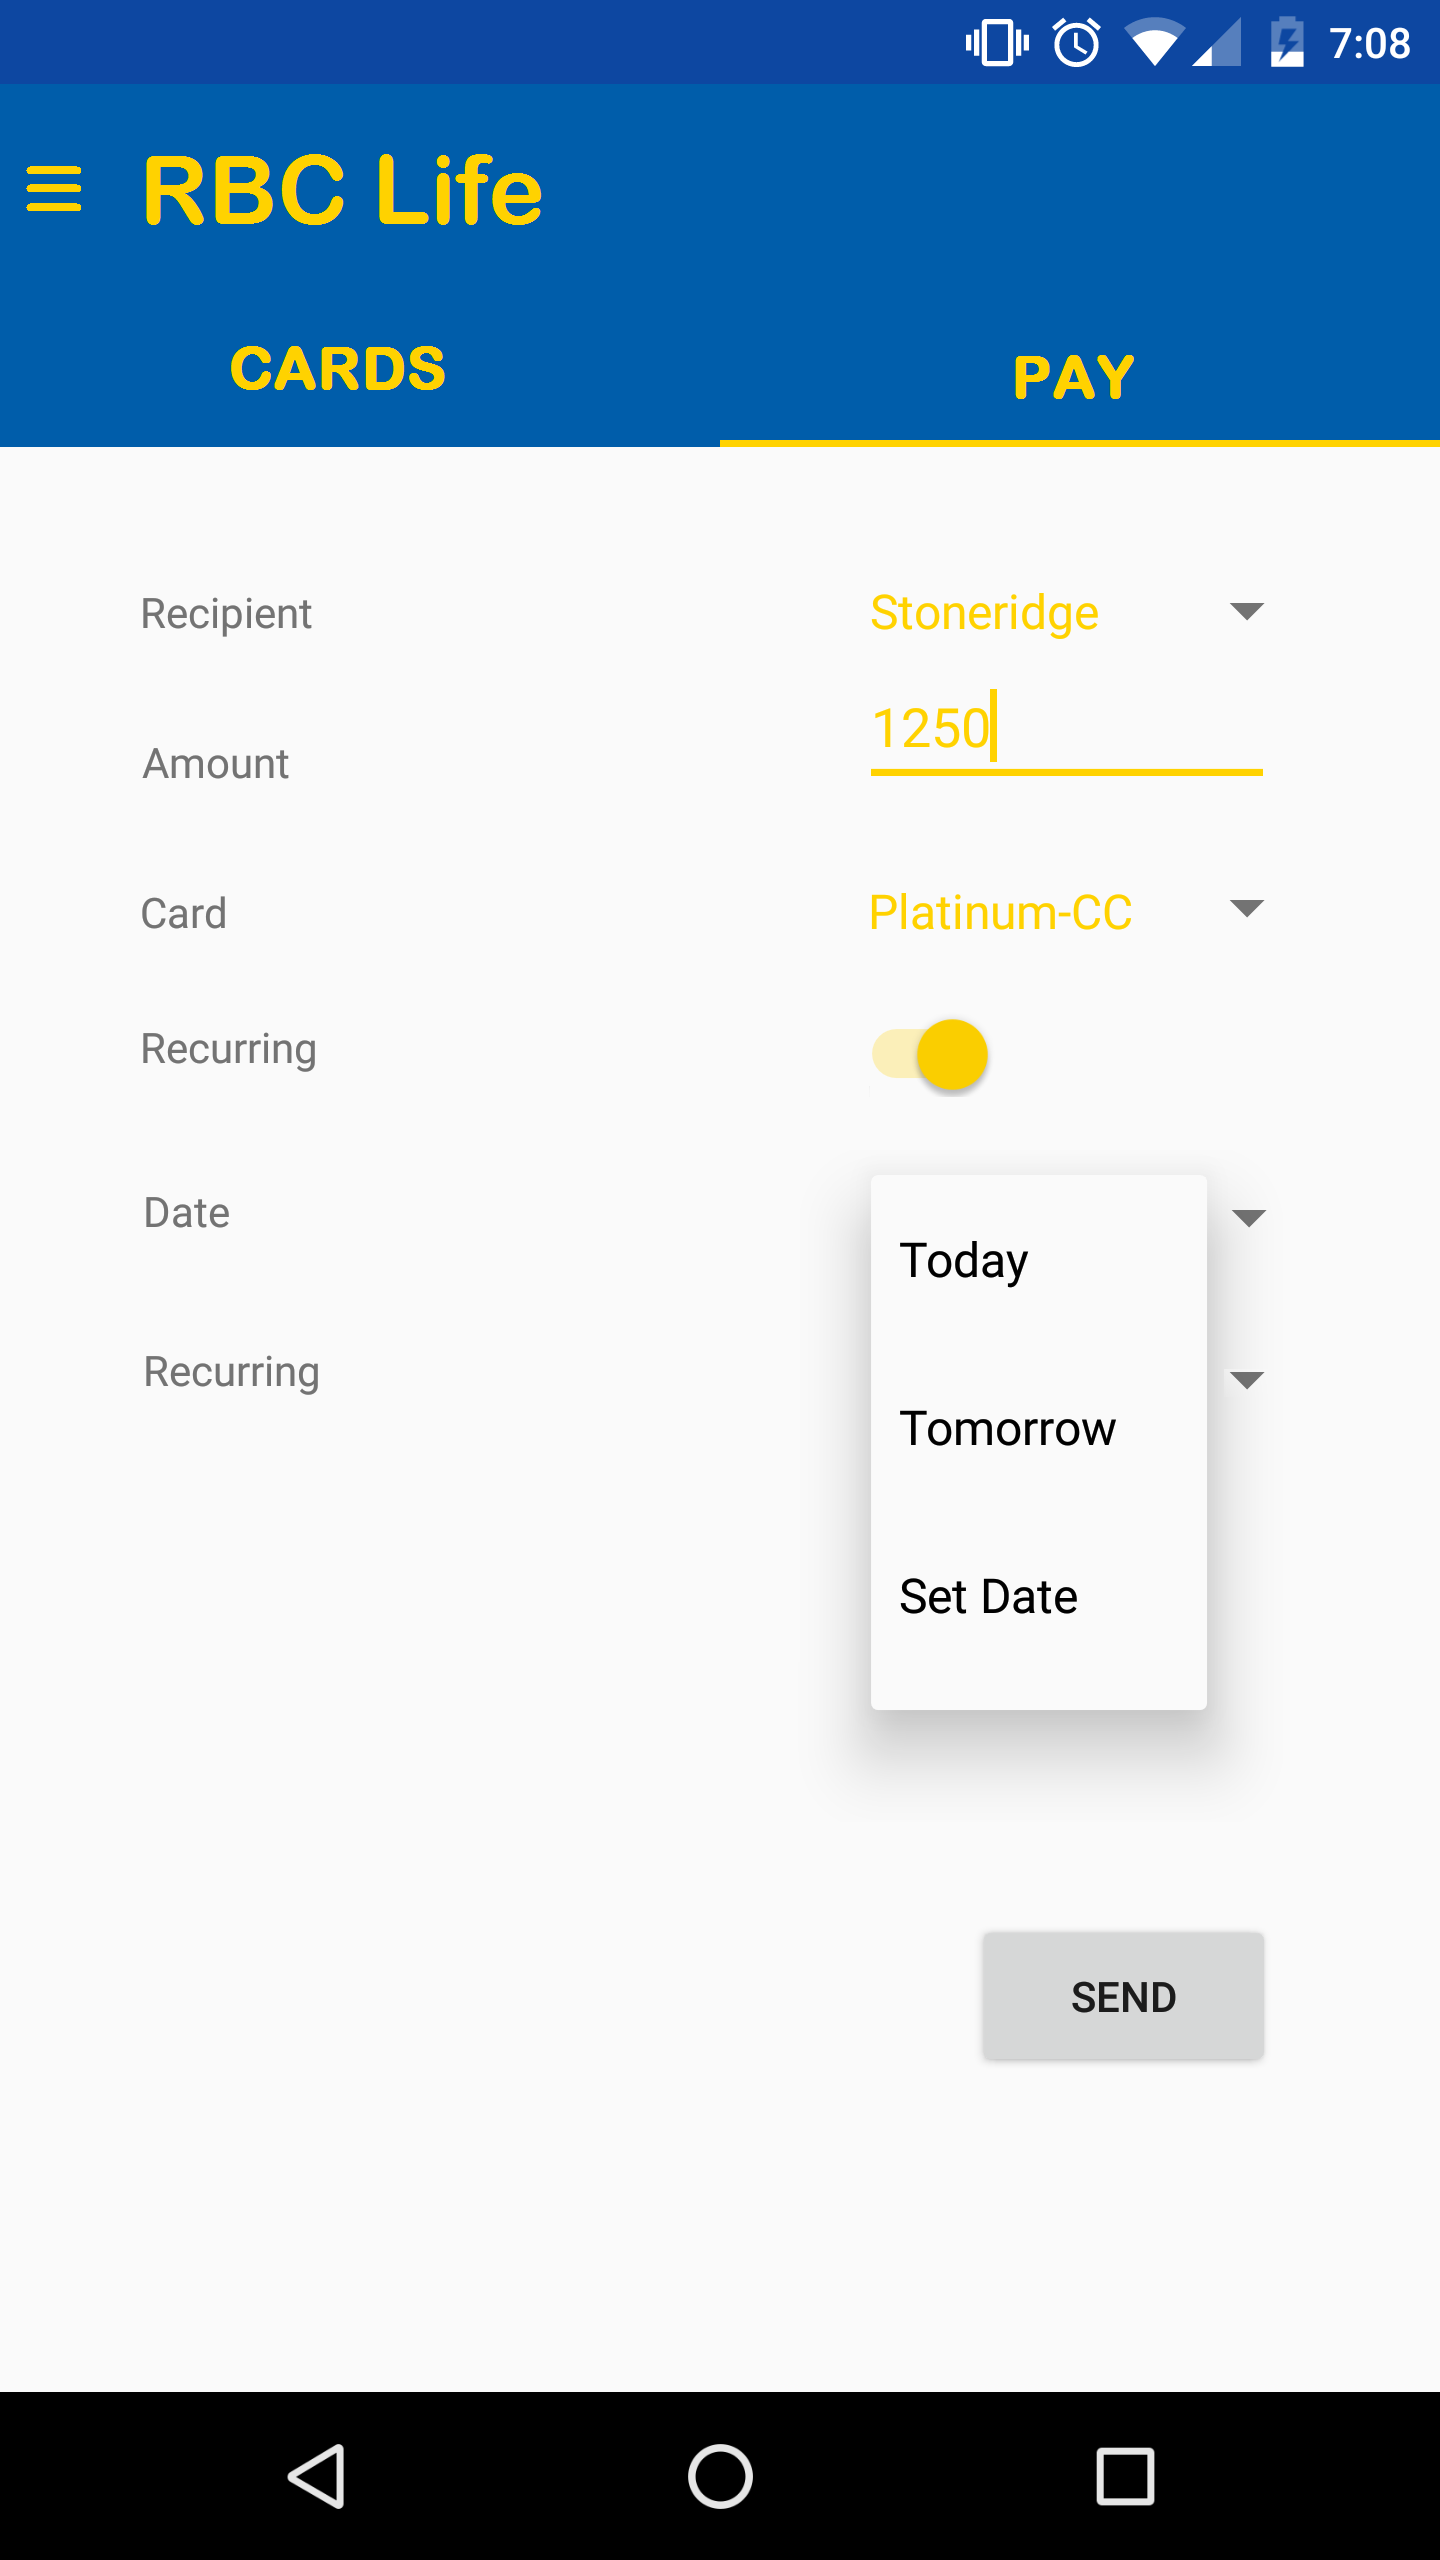 7:08
RBC Life
CARDS
PAY
Recipient
Stoneridge
Amount
1250
Card
Platinum-CC
Recurring
Date
Today
Recurring
Tomorrow
Set Date
SEND